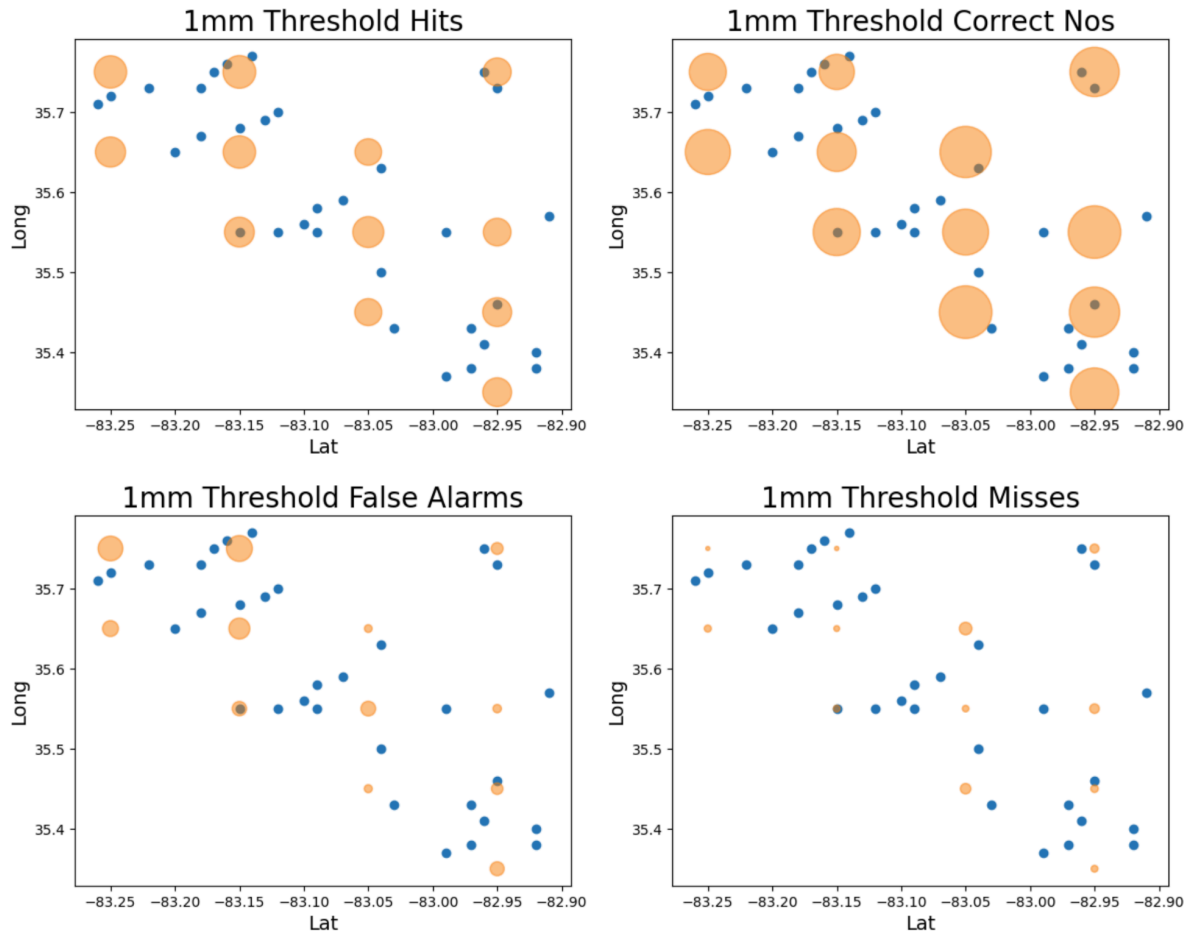 1mm Threshold Hits
35.7
35.6
35.5
35.4
Long
−83.25 −83.20 −83.15 −83.10 −83.05 −83.00 −82.95 −82.90
Lat
1mm Threshold Correct Nos
35.7
35.6
35.5
35.4
Long
−83.25 −83.20 −83.15 −83.10 −83.05 −83.00 −82.95 −82.90
Lat
1mm Threshold False Alarms
35.7
35.6
35.5
35.4
Long
−83.25 −83.20 −83.15 −83.10 −83.05 −83.00 −82.95 −82.90
Lat
1mm Threshold Misses
35.7
35.6
35.5
35.4
Long
−83.25 −83.20 −83.15 −83.10 −83.05 −83.00 −82.95 −82.90
Lat